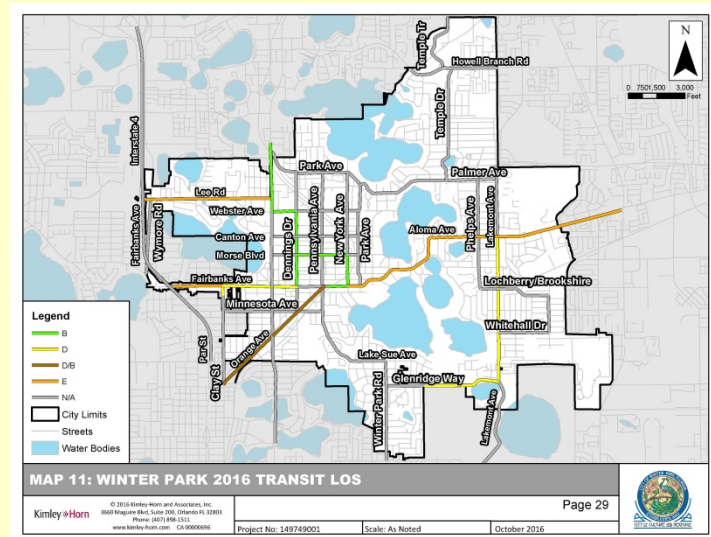 Temple Tr
Howell Branch Rd
N
0 7501,500 3,000
Feet
Interstate 4
Temple Dr
Park Ave
Palmer Ave
Lee Rd
Fairbanks Ave
Wymore Rd
Webster Ave
Dennings Dr
Pennsylvania Ave
New York Ave
Park Ave
Phelps Ave
Lakemont Ave
Canton Ave
Aloma Ave
Morse Blvd
Fairbanks Ave
Lochberry/Brookshire
Minnesota Ave
Whitehall Dr
Orange Ave
Par St
Clay St
Lake Sue Ave
Winter Park Rd
Glenridge Way
Lakemont Ave
Legend
B
D
D/B
E
N/A
City Limits
Streets
Water Bodies
MAP 11: WINTER PARK 2016 TRANSIT LOS
Kimley»Horn
© 2016 Kimley-Horn and Associates, Inc.
3660 Maguire Blvd, Suite 200, Orlando FL 32803
Phone: (407) 898-1511
www.kimley-horn.com CA 00000696
Page 29
Project No: 149749001
Scale: As Noted
October 2016